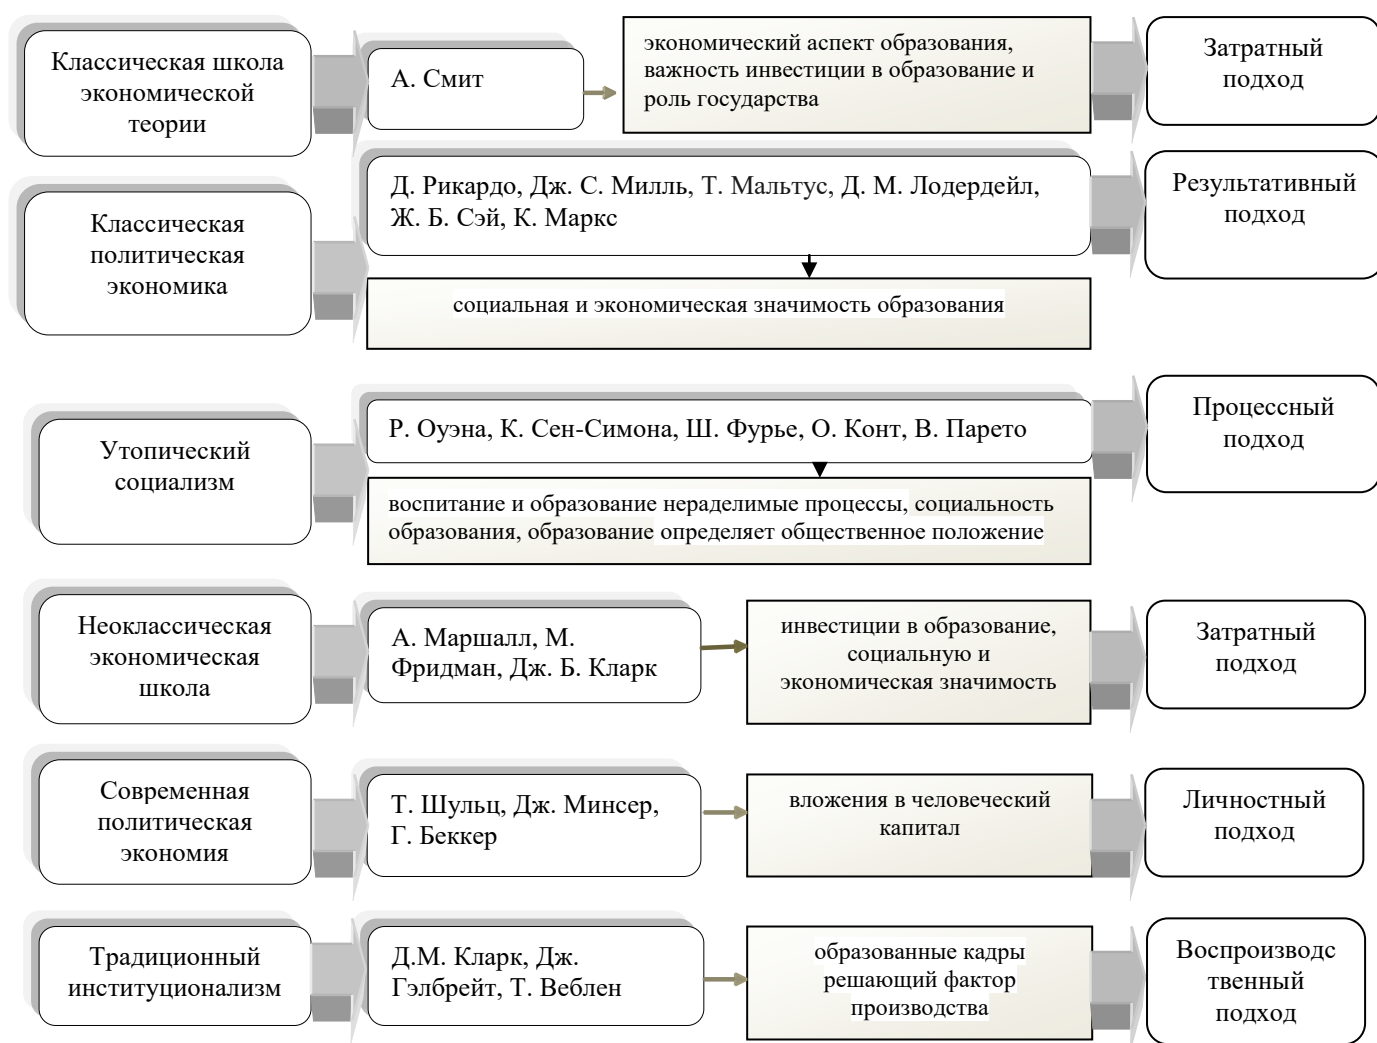 Классическая школа
экономической
теории
А. Смит
экономический аспект образования,
важность инвестиции в образование и
роль государства
Затратный
подход
Классическая
политическая
экономика
Д. Рикардо, Дж. С. Милль, Т. Мальтус, Д. М. Лодердейл,
Ж. Б. Сэй, К. Маркс
социальная и экономическая значимость образования
Результативный
подход
Утопический
социализм
Р. Оуэна, К. Сен-Симона, Ш. Фурье, О. Конт, В. Парето
воспитание и образование нераделимые процессы, социальность
образования, образование определяет общественное положение
Процессный
подход
Неоклассическая
экономическая
школа
А. Маршалл, М.
Фридман, Дж. Б. Кларк
инвестиции в образование,
социальную и
экономическая значимость
Затратный
подход
Современная
политическая
экономия
Т. Шульц, Дж. Минсер,
Г. Беккер
вложения в человеческий
капитал
Личностный
подход
Традиционный
институционализм
Д.М. Кларк, Дж.
Гэлбрейт, Т. Веблен
образованные кадры
решающий фактор
производства
Воспроизводс
твенный
подход